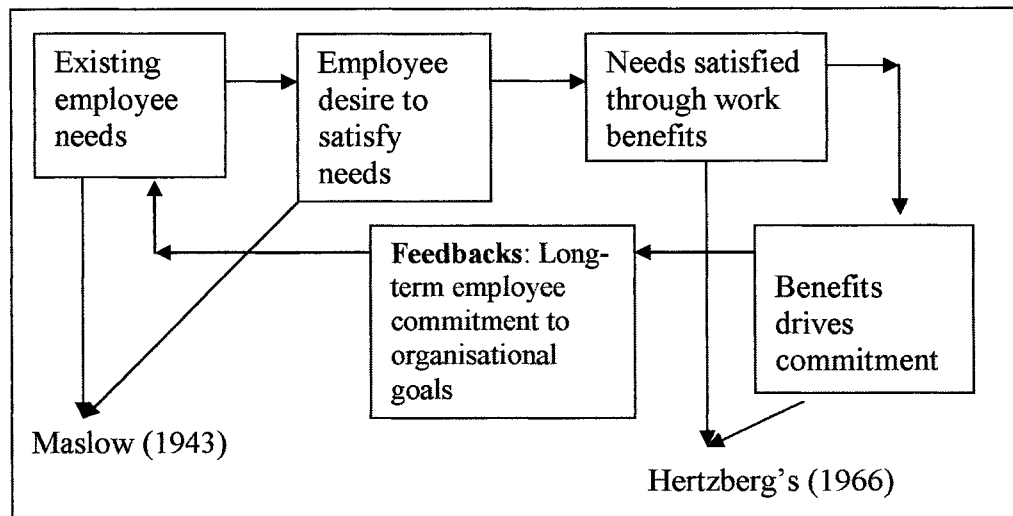 Existing
employee
needs
Employee
desire to
satisfy
needs
Needs satisfied
through work
benefits
Benefits
drives
commitment
Feedbacks: Long-
term employee
commitment to
organisational
goals
Maslow (1943)
Hertzberg's (1966)